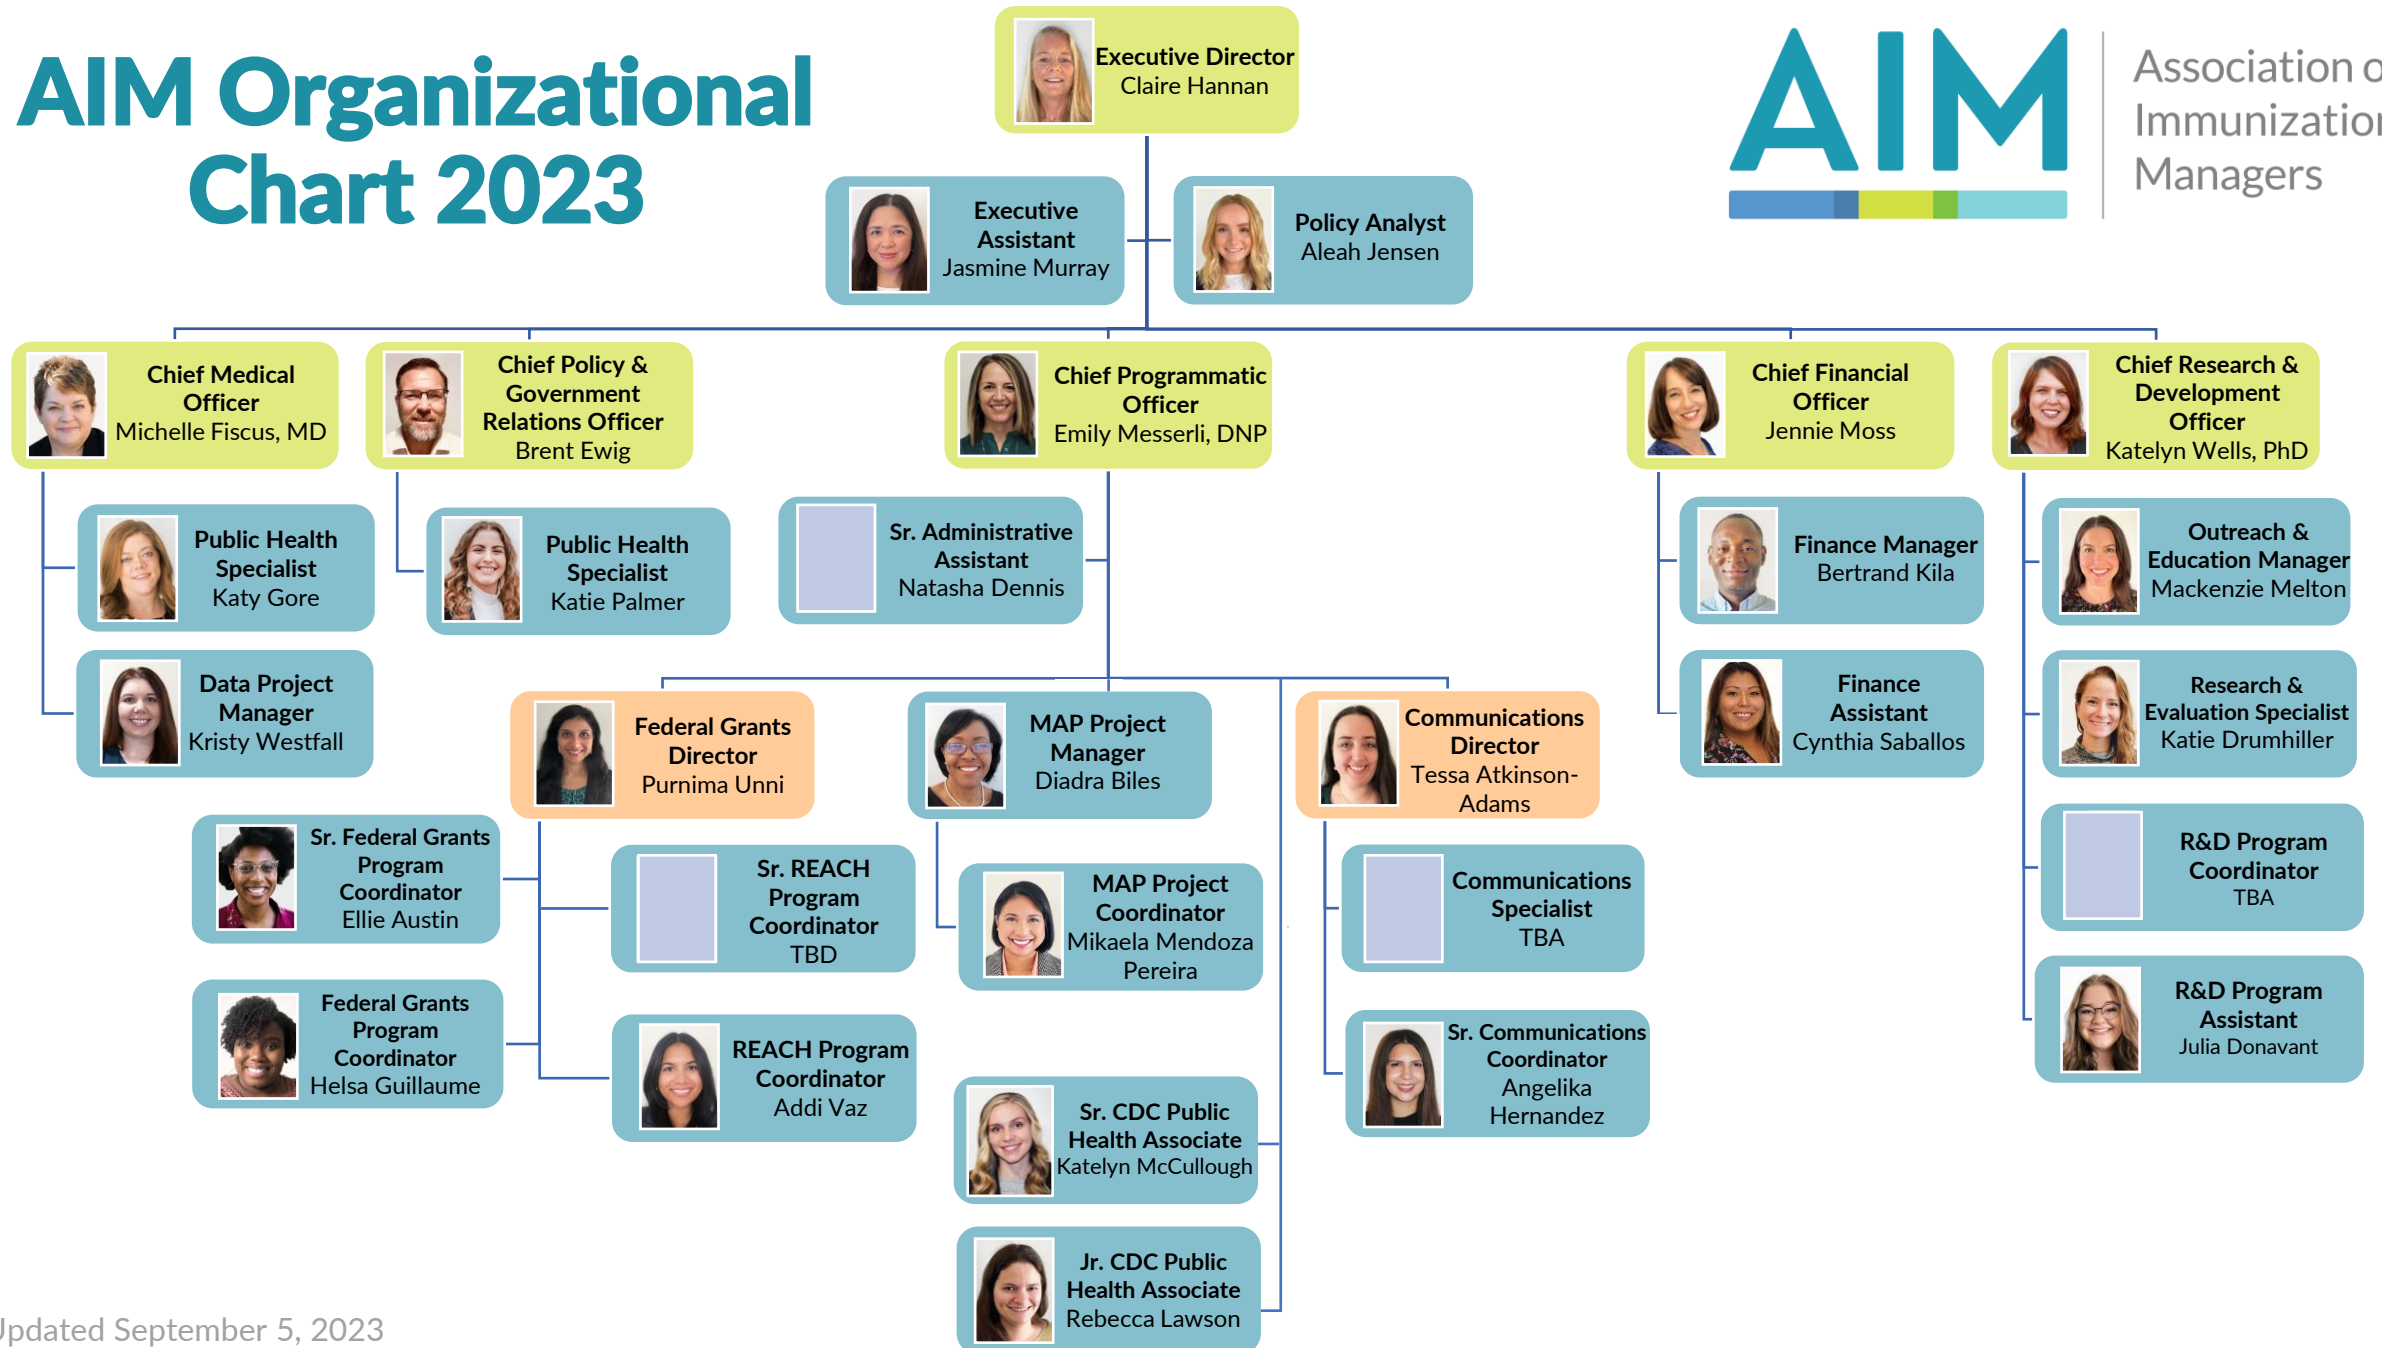 AIM Organizational
Chart 2023
Executive Director
Claire Hannan
AIM
Association o
Immunization
Managers
Executive
Assistant
Jasmine Murray
Policy Analyst
Aleah Jensen
Chief Medical
Officer
Michelle Fiscus, MD
Chief Policy &
Government
Relations Officer
Brent Ewig
Chief Programmatic
Officer
Emily Messerli, DNP
Chief Financial
Officer
Jennie Moss
Chief Research &
Development
Officer
Katelyn Wells, PhD
Public Health
Specialist
Katy Gore
Public Health
Specialist
Katie Palmer
Sr. Administrative
Assistant
Natasha Dennis
Finance Manager
Bertrand Kila
Outreach &
Education Manager
Mackenzie Melton
Data Project
Manager
Kristy Westfall
Federal Grants
Director
Purnima Unni
MAP Project
Manager
Diadra Biles
Communications
Director
Tessa Atkinson-
Adams
Finance
Assistant
Cynthia Saballos
Research &
Evaluation Specialist
Katie Drumhiller
Sr. Federal Grants
Program
Coordinator
Ellie Austin
Sr. REACH
Program
Coordinator
TBD
MAP Project
Coordinator
Mikaela Mendoza
Pereira
Communications
Specialist
TBA
R&D Program
Coordinator
TBA
Federal Grants
Program
Coordinator
Helsa Guillaume
REACH Program
Coordinator
Addi Vaz
Sr. Communications
Coordinator
Angelika
Hernandez
R&D Program
Assistant
Julia Donavant
Sr. CDC Public
Health Associate
Katelyn McCullough
Jr. CDC Public
Health Associate
Rebecca Lawson
Updated September 5, 2023